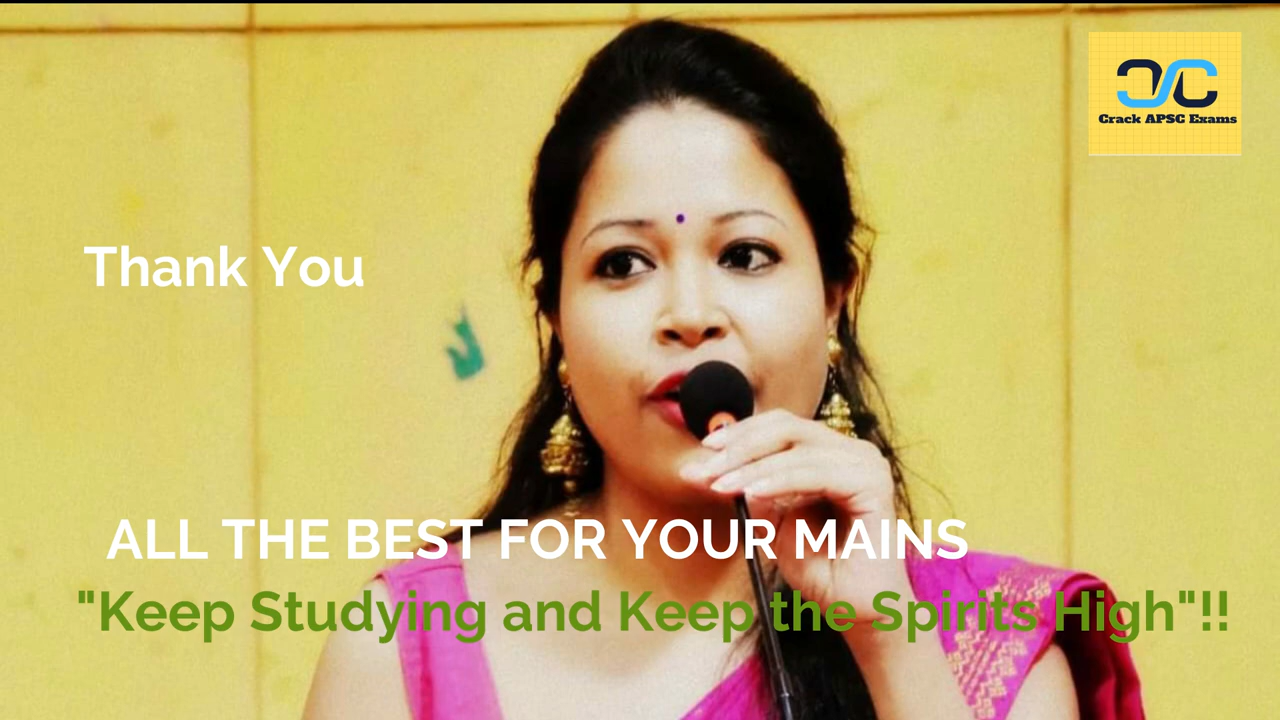 Crack APSC Exams
Thank You
ALL THE BEST FOR YOUR MAINS
"Keep Studying and Keep the Spirits High"!!